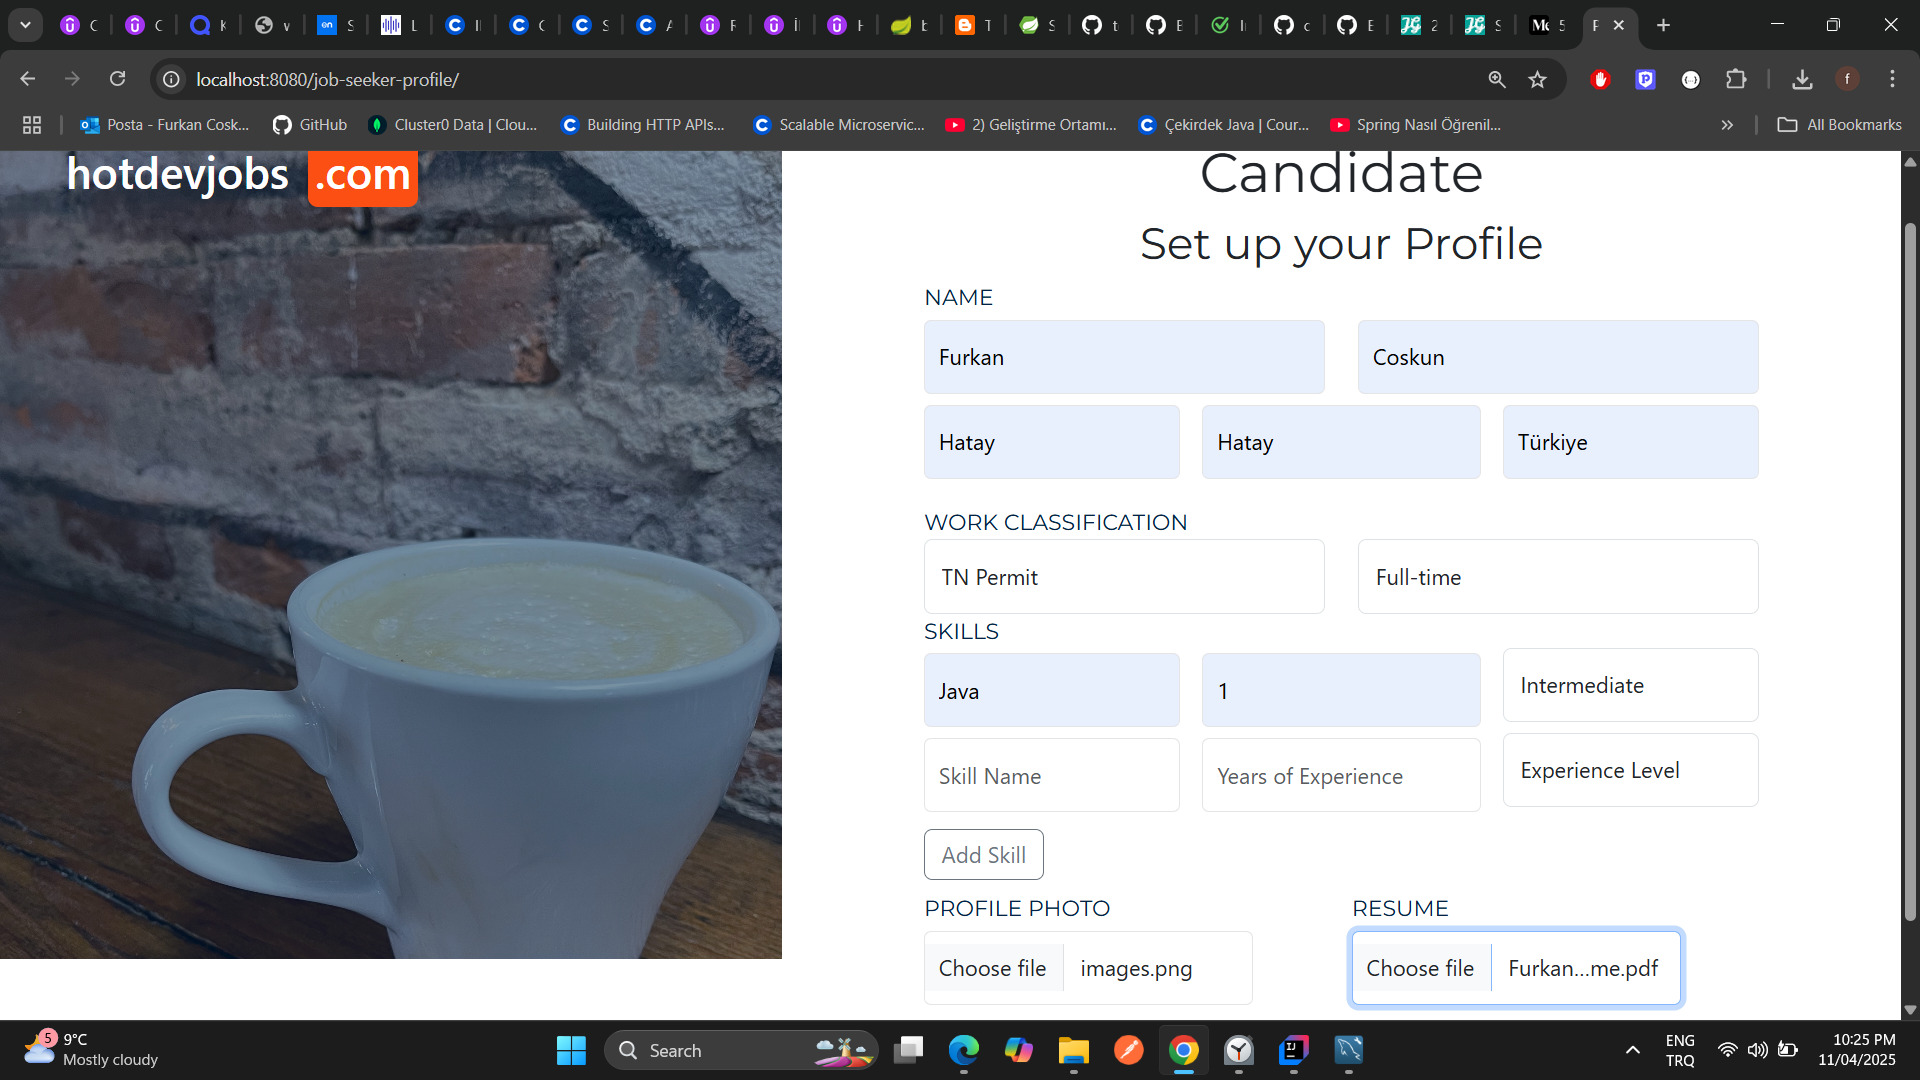 localhost:8080/job-seeker-profile/
f
Posta - Furkan Cosk...
GitHub
Cluster0 Data | Clou...
Building HTTP APIs...
Scalable Microservic...
2) Geliştirme Ortamı...
Çekirdek Java | Cour...
Spring Nasıl Öğrenil...
All Bookmarks
hotdevjobs .com
Candidate
Set up your Profile
NAME
Furkan
Coskun
Hatay
Hatay
Türkiye
WORK CLASSIFICATION
TN Permit
Full-time
SKILLS
Java
1
Intermediate
Skill Name
Years of Experience
Experience Level
Add Skill
PROFILE PHOTO
RESUME
Choose file
images.png
Choose file
Furkan...me.pdf
5
9°C
Mostly cloudy
Search
ENG
TRQ
10:25 PM
11/04/2025